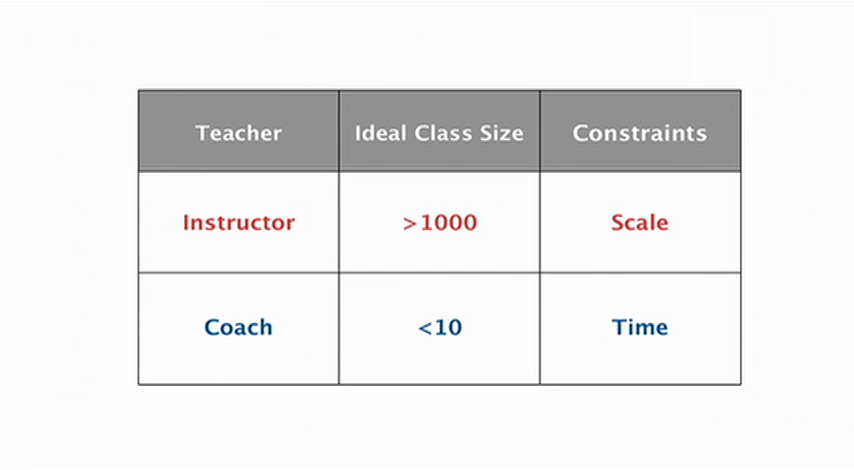 Teacher Ideal Class Size Constraints
Instructor >1000 Scale
Coach <10 Time